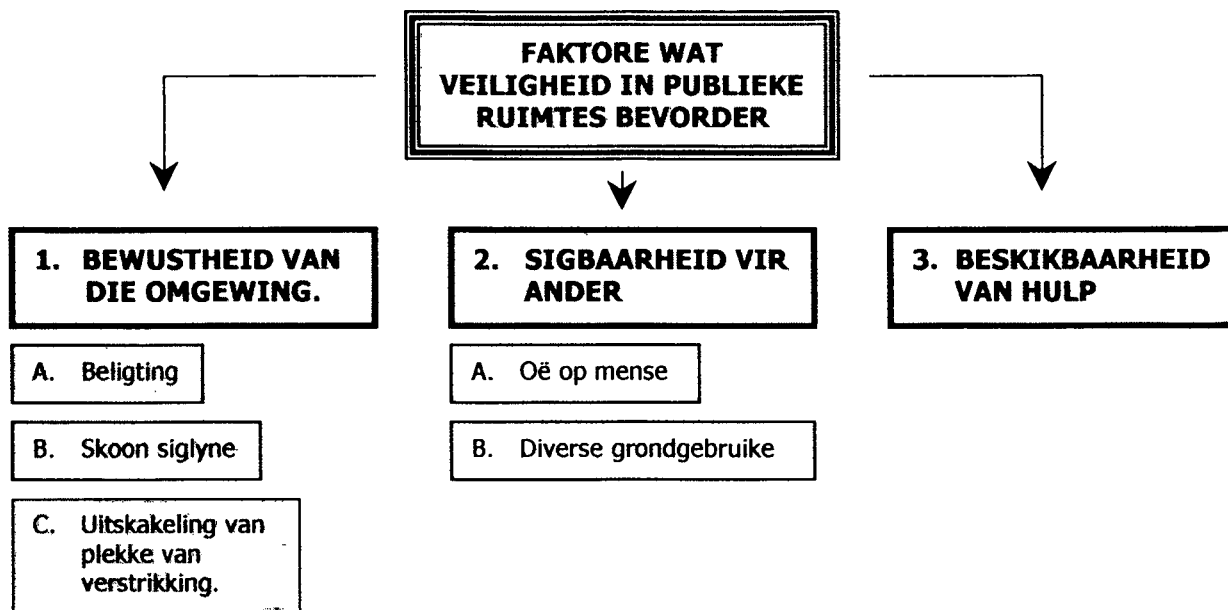 FAKTORE WAT
VEILIGHEID IN PUBLIEKE
RUIMTES BEVORDER
1. BEWUSTHEID VAN
DIE OMGEWING.
2. SIGBAARHEID VIR
ANDER
3. BESKIKBAARHEID
VAN HULP
A. Beligting
B. Skoon siglyne
C. Uitskakeling van
plekke van
verstrikking.
A. Oë op mense
B. Diverse grondgebruike